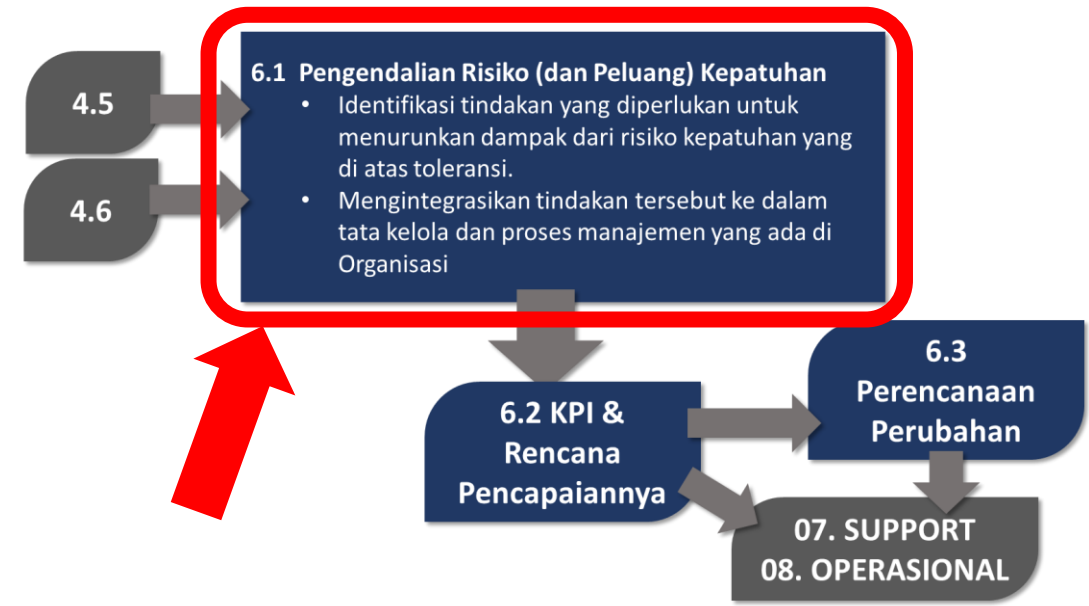 4.5
4.6
6.1 Pengendalian Risiko (dan Peluang) Kepatuhan
• Identifikasi tindakan yang diperlukan untuk
menurunkan dampak dari risiko kepatuhan yang
di atas toleransi.
• Mengintegrasikan tindakan tersebut ke dalam
tata kelola dan proses manajemen yang ada di
Organisasi
6.2 KPI &
Rencana
Pencapaiannya
6.3
Perencanaan
Perubahan
07. SUPPORT
08. OPERASIONAL